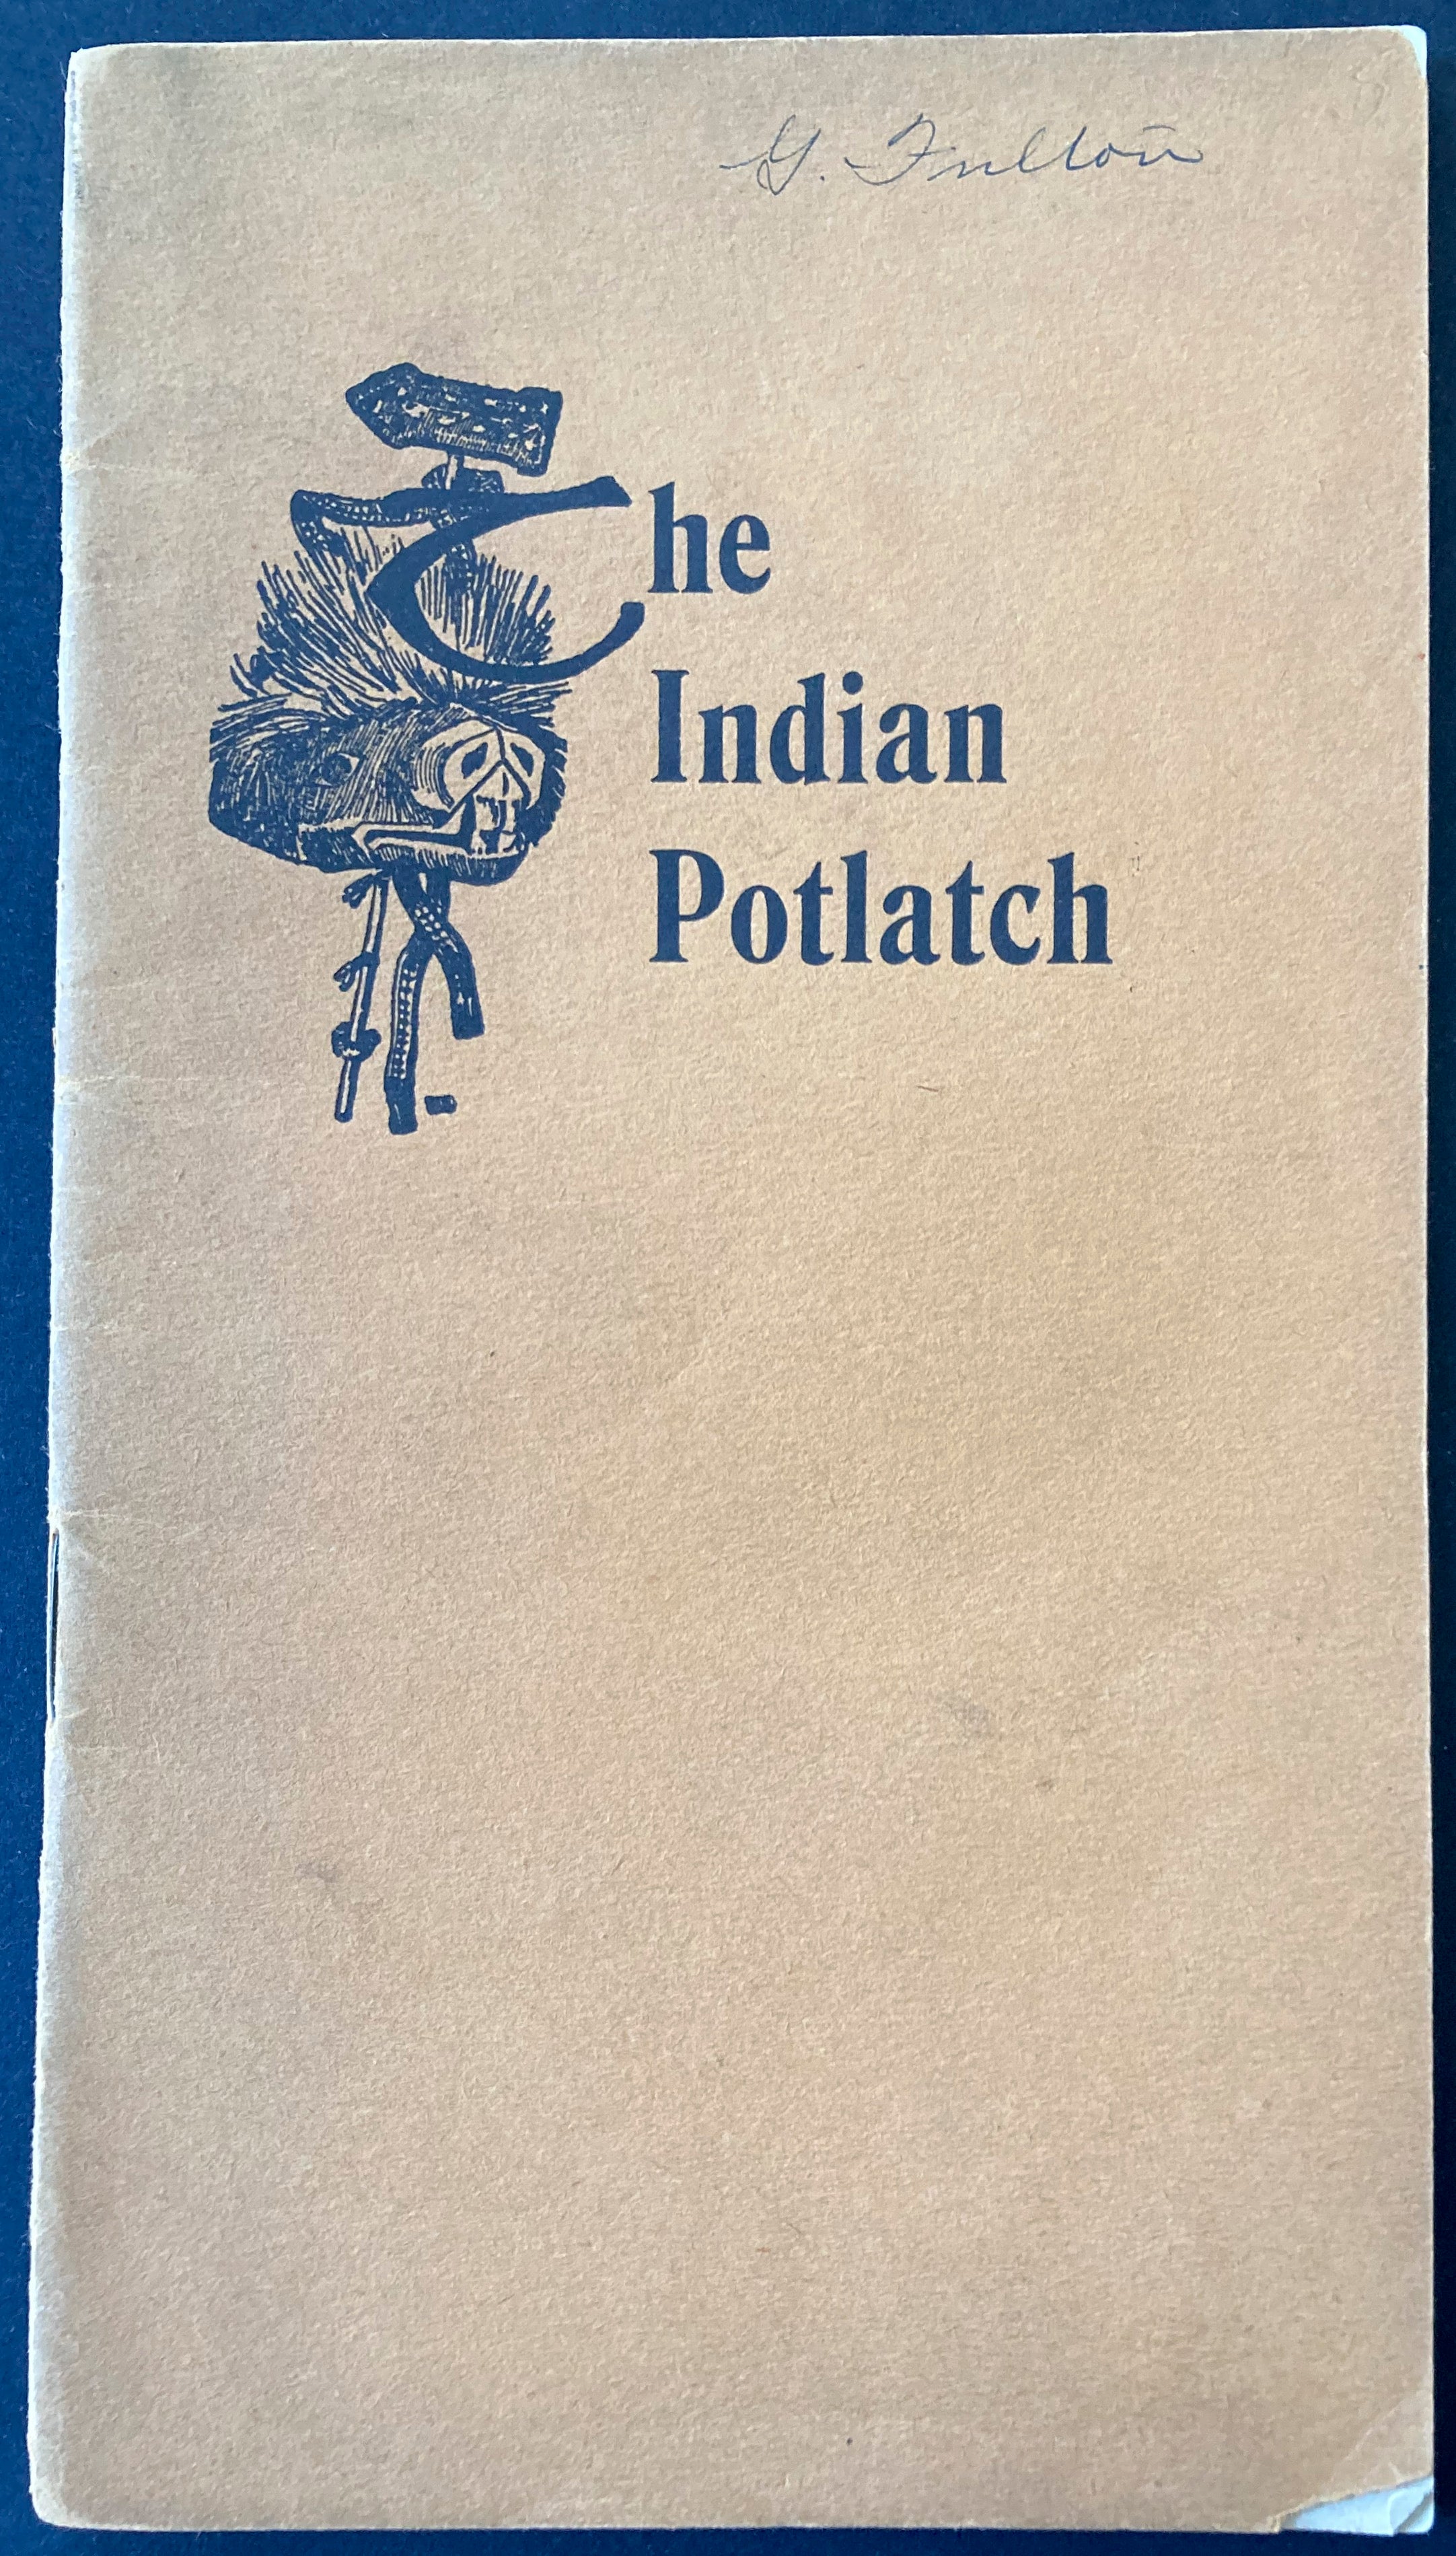 G. Fulton
The
Indian
Potlatch